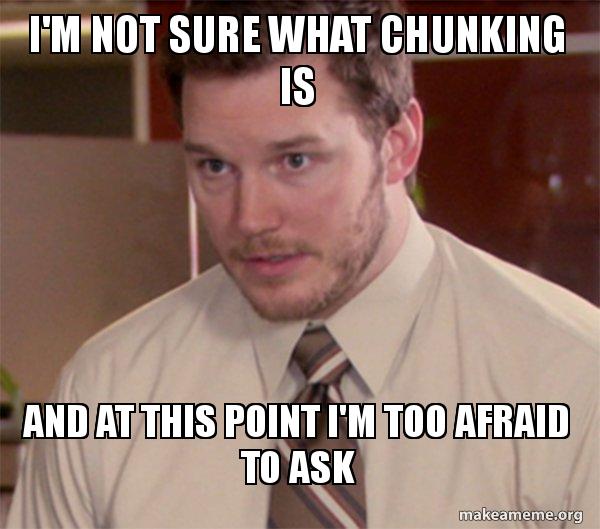 I'M NOT SURE WHAT CHUNKING
IS
AND AT THIS POINT I'M TOO AFRAID
TO ASK
makeameme.org